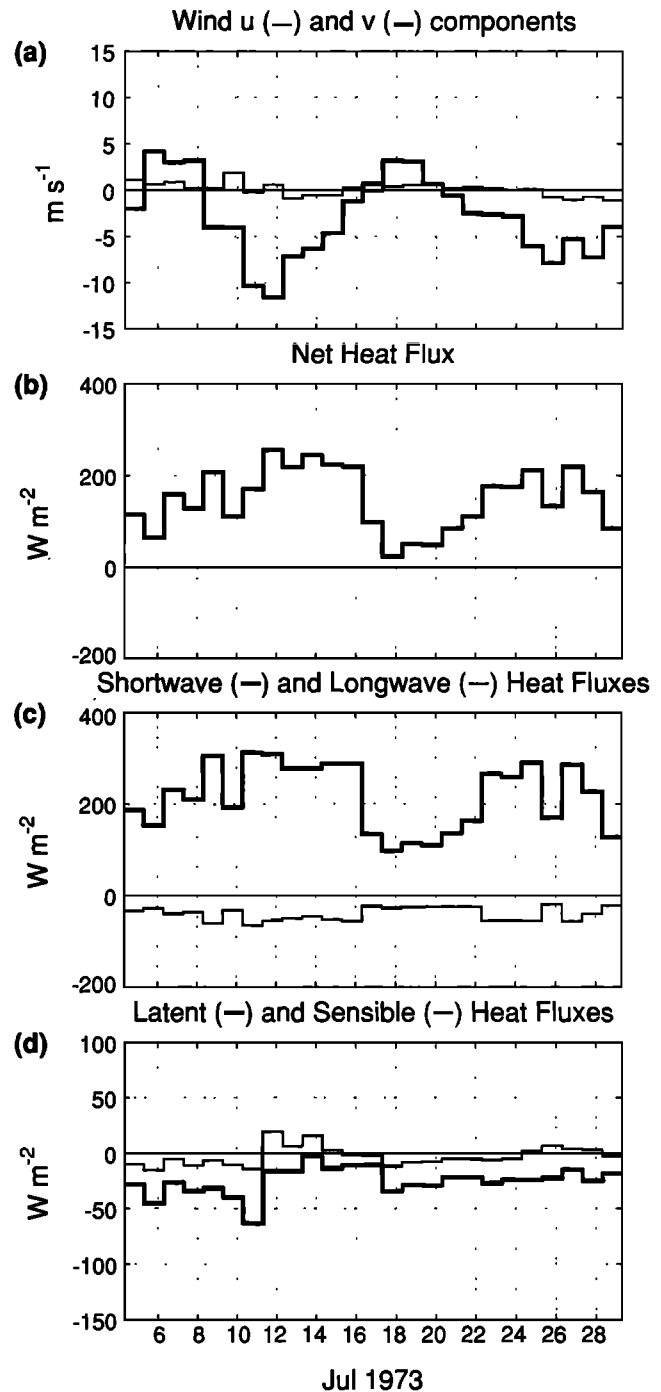 Wind u (—) and v (—) components
(a)
15
10
5
0
-5
-10
-15
m s-1
Net Heat Flux
(b)
400
200
0
-200
W m-2
Shortwave (—) and Longwave (—) Heat Fluxes
(c)
400
200
0
-200
W m-2
Latent (—) and Sensible (—) Heat Fluxes
(d)
100
50
0
-50
-100
-150
W m-2
6 8 10 12 14 16 18 20 22 24 26 28
Jul 1973